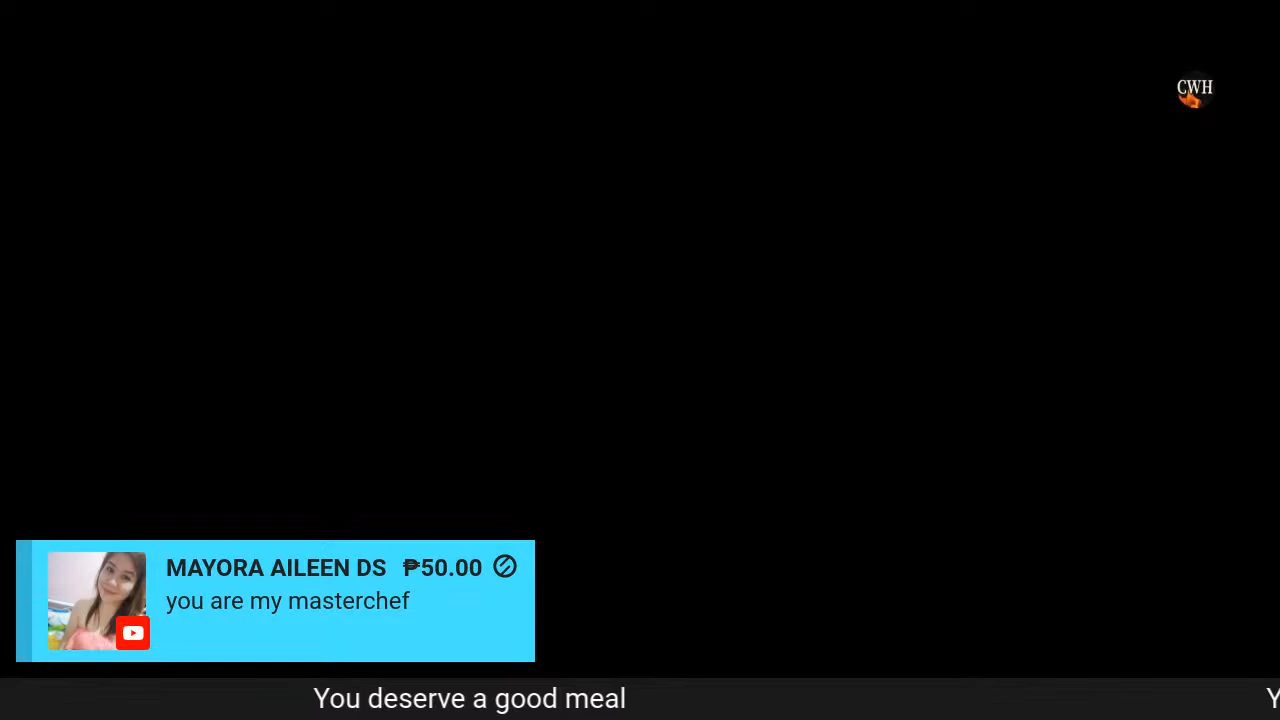 CWH
MAYORA AILEEN DS ₱50.00
you are my masterchef
You deserve a good meal
Y